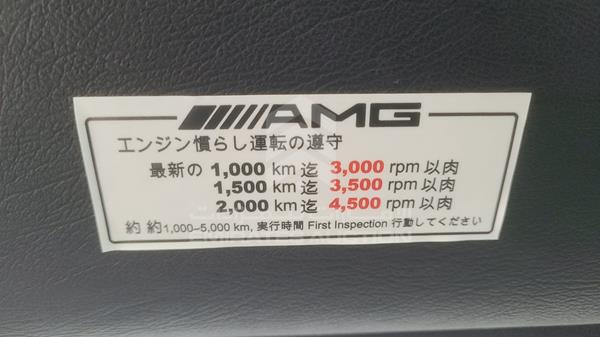 AMG
エンジン慣らし運転の遵守
最新の 1,000 km 迄 3,000 rpm 以肉
1,500 km 迄 3,500 rpm 以肉
2,000 km 迄 4,500 rpm 以肉
約 約1,000~5,000 km, 実行時間 First Inspection 行動してください
EMIRATES AUCTION